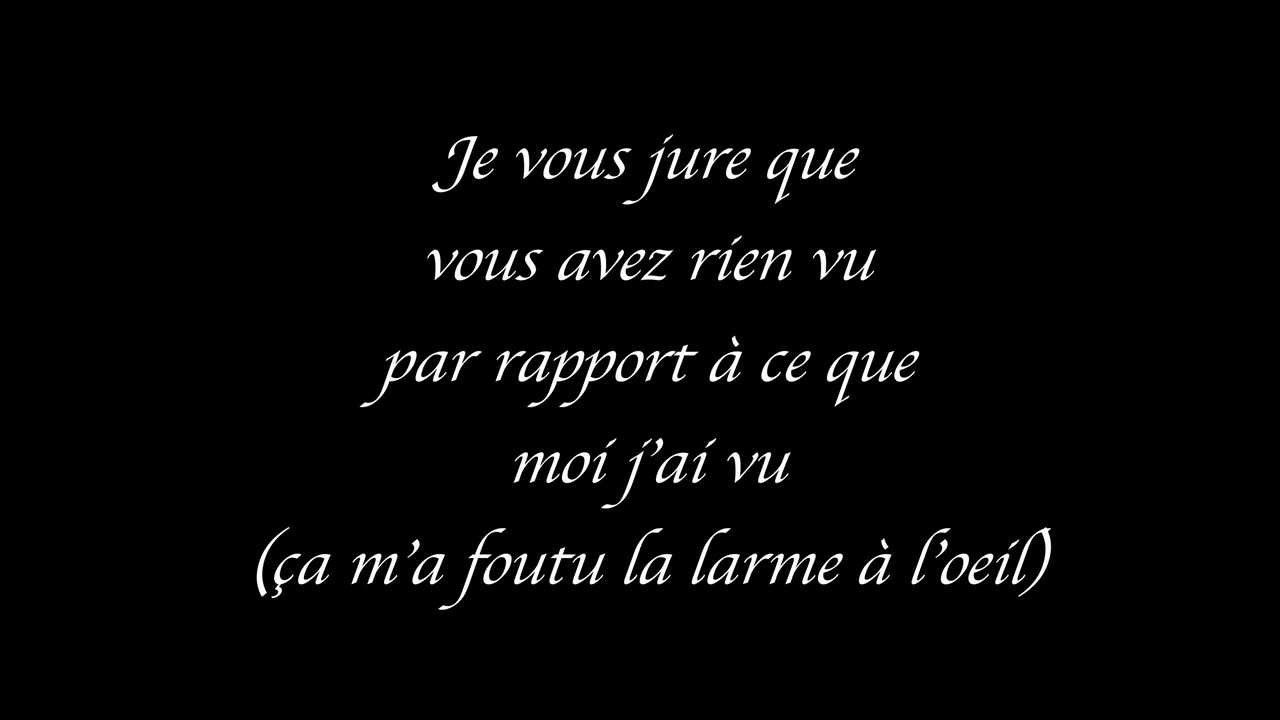 Je vous jure que
vous avez rien vu
par rapport à ce que
moi j'ai vu
(ça m'a foutu la larme à l'oeil)